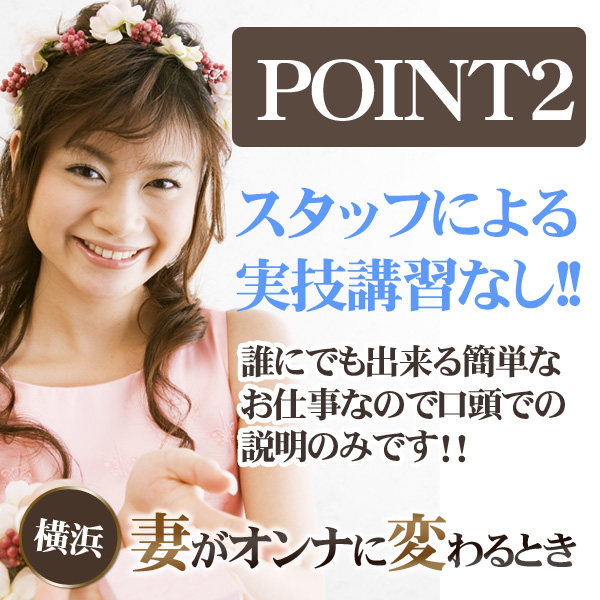 POINT2
スタッフによる
実技講習なし!!
誰にでも出来る簡単な
お仕事なので口頭での
説明のみです!!
横浜 妻がオンナに変わるとき